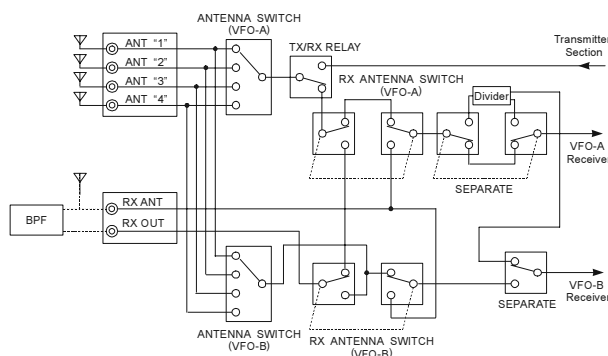 ANTENNA SWITCH
(VFO-A)
ANT "1"
ANT "2"
ANT "3"
ANT "4"
TX/RX RELAY
Transmitter
Section
RX ANTENNA SWITCH
(VFO-A)
Divider
VFO-A
Receiver
SEPARATE
BPF
RX ANT
RX OUT
ANTENNA SWITCH
(VFO-B)
RX ANTENNA SWITCH
(VFO-B)
SEPARATE
VFO-B
Receiver